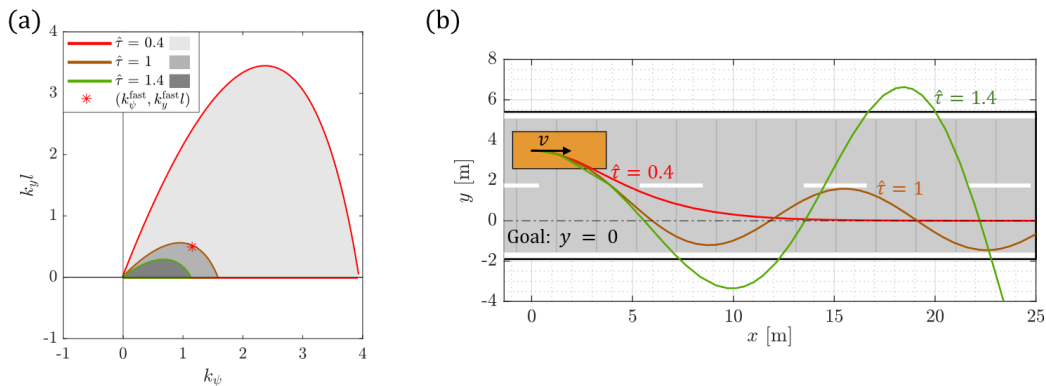 (a)
4
3
2
1
0
-1
-1
0
1
2
3
4
k_y l
k_ψ
τ̂ = 0.4
τ̂ = 1
τ̂ = 1.4
(k_ψ^fast, k_y^fast l)
(b)
8
6
4
2
0
-2
-4
0
5
10
15
20
25
y [m]
x [m]
v
τ̂ = 0.4
τ̂ = 1
τ̂ = 1.4
Goal: y = 0